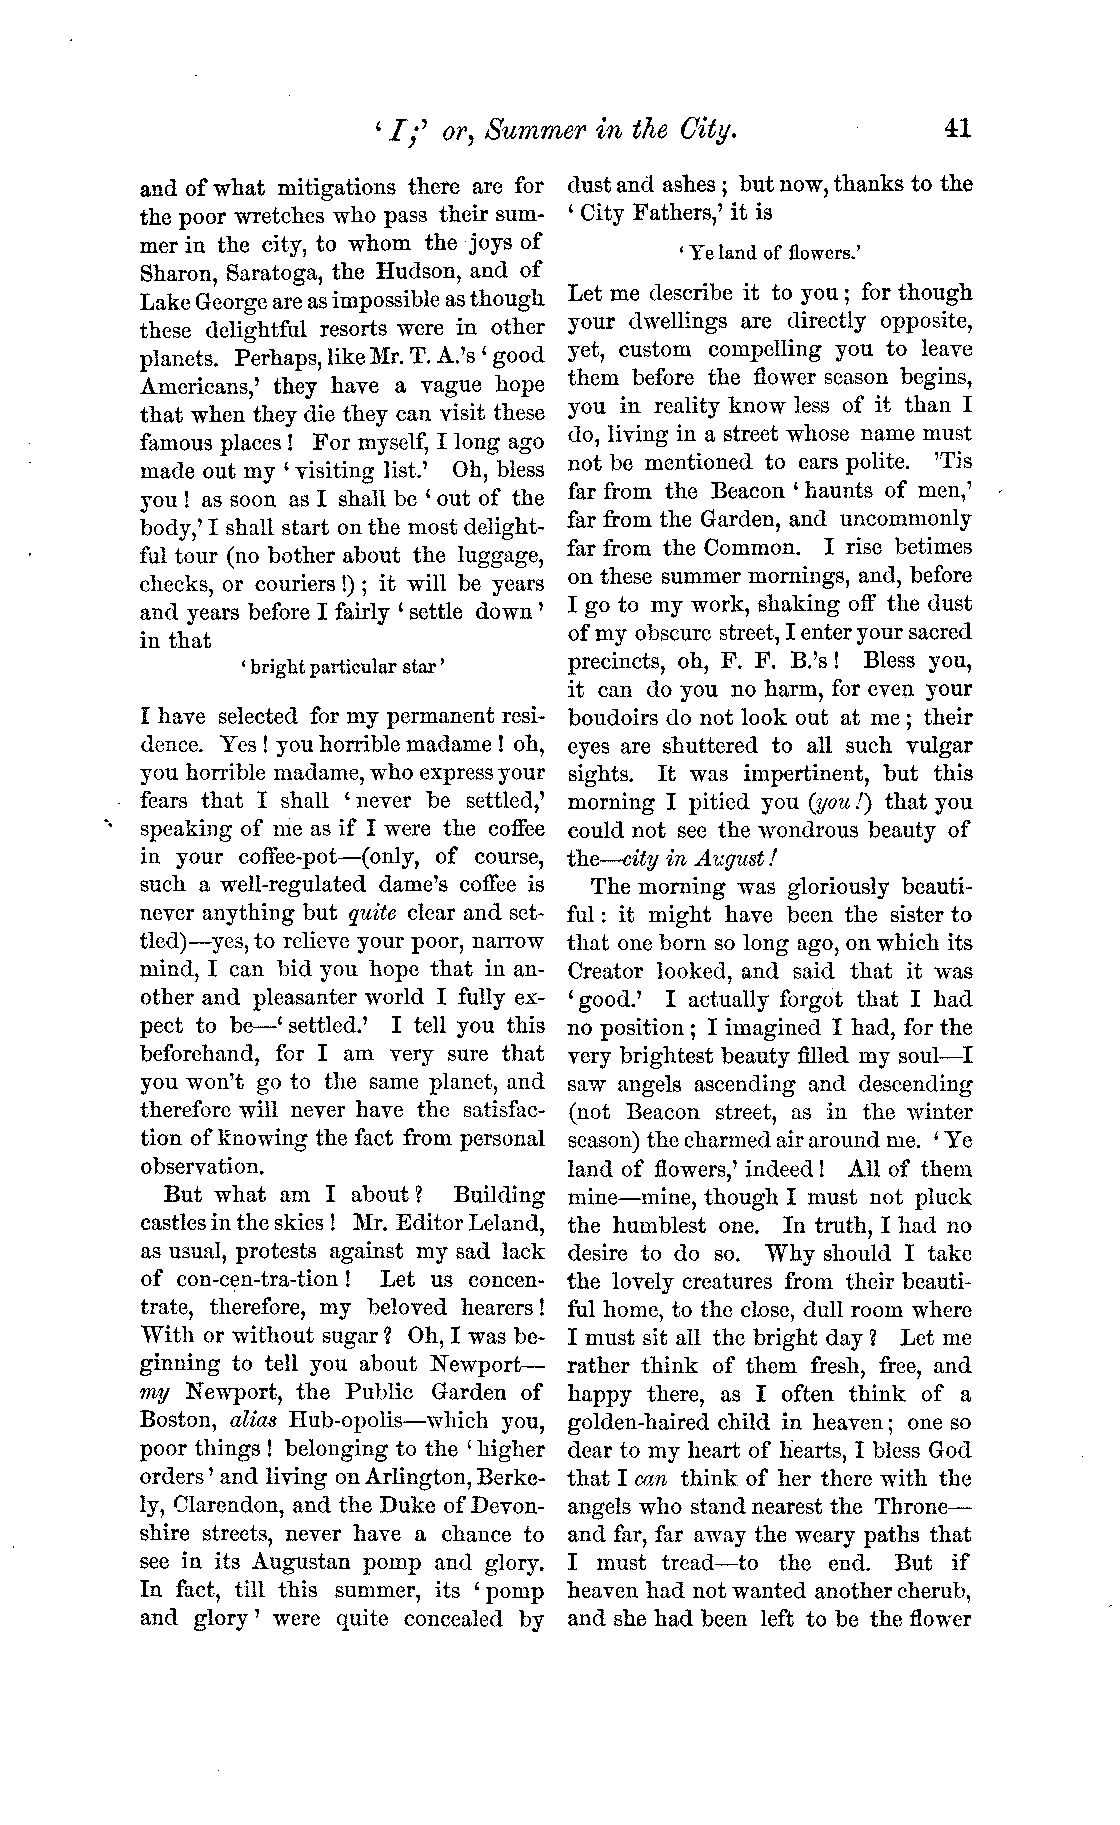 ‘ I;’ or, Summer in the City. 41
and of what mitigations there are for
the poor wretches who pass their sum-
mer in the city, to whom the joys of
Sharon, Saratoga, the Hudson, and of
Lake George are as impossible as though
these delightful resorts were in other
planets. Perhaps, like Mr. T. A.’s ‘ good
Americans,’ they have a vague hope
that when they die they can visit these
famous places! For myself, I long ago
made out my ‘ visiting list.’ Oh, bless
you! as soon as I shall be ‘ out of the
body,’ I shall start on the most delight-
ful tour (no bother about the luggage,
checks, or couriers!); it will be years
and years before I fairly ‘ settle down ’
in that
‘ bright particular star ’
I have selected for my permanent resi-
dence. Yes! you horrible madame! oh,
you horrible madame, who express your
fears that I shall ‘ never be settled,’
speaking of me as if I were the coffee
in your coffee-pot—(only, of course,
such a well-regulated dame’s coffee is
never anything but quite clear and set-
tled)—yes, to relieve your poor, narrow
mind, I can bid you hope that in an-
other and pleasanter world I fully ex-
pect to be—‘ settled.’ I tell you this
beforehand, for I am very sure that
you won’t go to the same planet, and
therefore will never have the satisfac-
tion of knowing the fact from personal
observation.
But what am I about? Building
castles in the skies! Mr. Editor Leland,
as usual, protests against my sad lack
of con-cen-tra-tion! Let us concen-
trate, therefore, my beloved hearers!
With or without sugar? Oh, I was be-
ginning to tell you about Newport—
my Newport, the Public Garden of
Boston, alias Hub-opolis—which you,
poor things! belonging to the ‘ higher
orders ’ and living on Arlington, Berke-
ly, Clarendon, and the Duke of Devon-
shire streets, never have a chance to
see in its Augustan pomp and glory.
In fact, till this summer, its ‘ pomp
and glory ’ were quite concealed by
dust and ashes; but now, thanks to the
‘ City Fathers,’ it is
‘ Ye land of flowers.’
Let me describe it to you; for though
your dwellings are directly opposite,
yet, custom compelling you to leave
them before the flower season begins,
you in reality know less of it than I
do, living in a street whose name must
not be mentioned to ears polite. ’Tis
far from the Beacon ‘ haunts of men,’
far from the Garden, and uncommonly
far from the Common. I rise betimes
on these summer mornings, and, before
I go to my work, shaking off the dust
of my obscure street, I enter your sacred
precincts, oh, F. F. B.’s! Bless you,
it can do you no harm, for even your
boudoirs do not look out at me; their
eyes are shuttered to all such vulgar
sights. It was impertinent, but this
morning I pitied you (you!) that you
could not see the wondrous beauty of
the—city in August!
The morning was gloriously beauti-
ful: it might have been the sister to
that one born so long ago, on which its
Creator looked, and said that it was
‘ good.’ I actually forgot that I had
no position; I imagined I had, for the
very brightest beauty filled my soul—I
saw angels ascending and descending
(not Beacon street, as in the winter
season) the charmed air around me. ‘ Ye
land of flowers,’ indeed! All of them
mine—mine, though I must not pluck
the humblest one. In truth, I had no
desire to do so. Why should I take
the lovely creatures from their beauti-
ful home, to the close, dull room where
I must sit all the bright day? Let me
rather think of them fresh, free, and
happy there, as I often think of a
golden-haired child in heaven; one so
dear to my heart of hearts, I bless God
that I can think of her there with the
angels who stand nearest the Throne—
and far, far away the weary paths that
I must tread—to the end. But if
heaven had not wanted another cherub,
and she had been left to be the flower